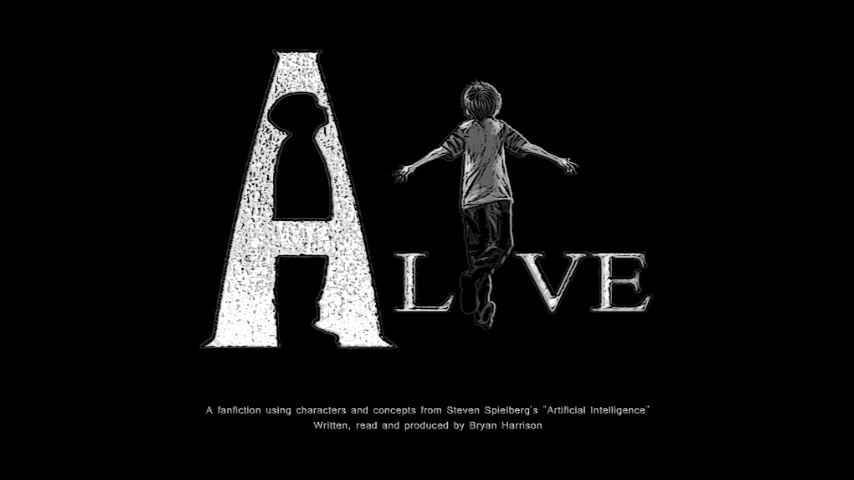 ALIVE
A fanfiction using characters and concepts from Steven Spielberg's "Artificial Intelligence"
Written, read and produced by Bryan Harrison